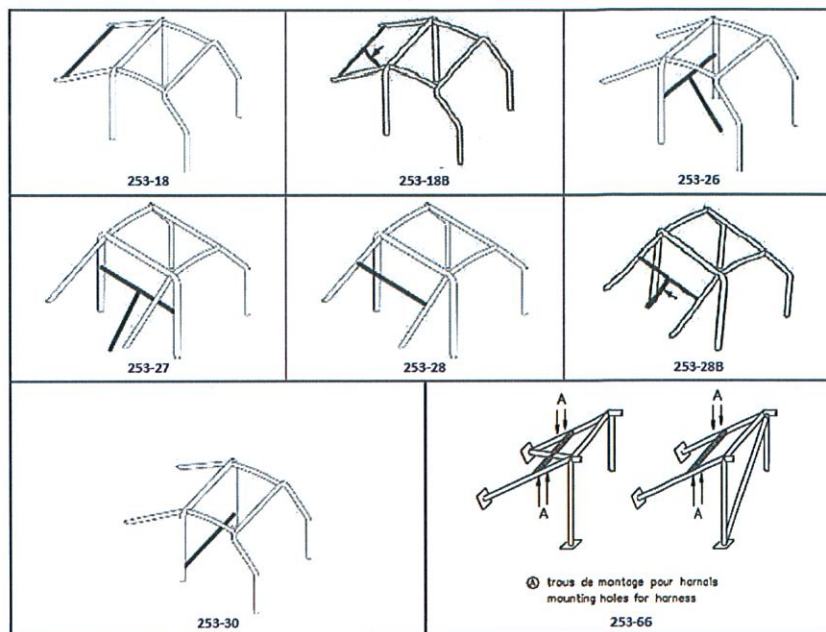 253-18
253-18B
253-26
253-27
253-28
253-28B
253-30
A
A
A
A
Ⓐ trous de montage pour harnais
mounting holes for harness
253-66